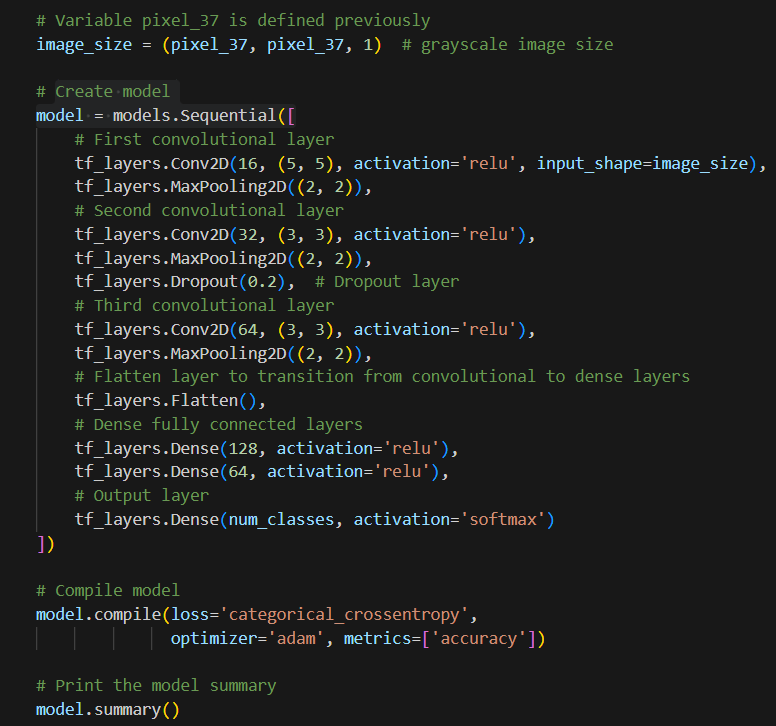 # Variable pixel_37 is defined previously
image_size = (pixel_37, pixel_37, 1)  # grayscale image size
# Create model
model = models.Sequential([
    # First convolutional layer
    tf_layers.Conv2D(16, (5, 5), activation='relu', input_shape=image_size),
    tf_layers.MaxPooling2D((2, 2)),
    # Second convolutional layer
    tf_layers.Conv2D(32, (3, 3), activation='relu'),
    tf_layers.MaxPooling2D((2, 2)),
    tf_layers.Dropout(0.2),  # Dropout layer
    # Third convolutional layer
    tf_layers.Conv2D(64, (3, 3), activation='relu'),
    tf_layers.MaxPooling2D((2, 2)),
    # Flatten layer to transition from convolutional to dense layers
    tf_layers.Flatten(),
    # Dense fully connected layers
    tf_layers.Dense(128, activation='relu'),
    tf_layers.Dense(64, activation='relu'),
    # Output layer
    tf_layers.Dense(num_classes, activation='softmax')
])
# Compile model
model.compile(loss='categorical_crossentropy',
              optimizer='adam', metrics=['accuracy'])
# Print the model summary
model.summary()